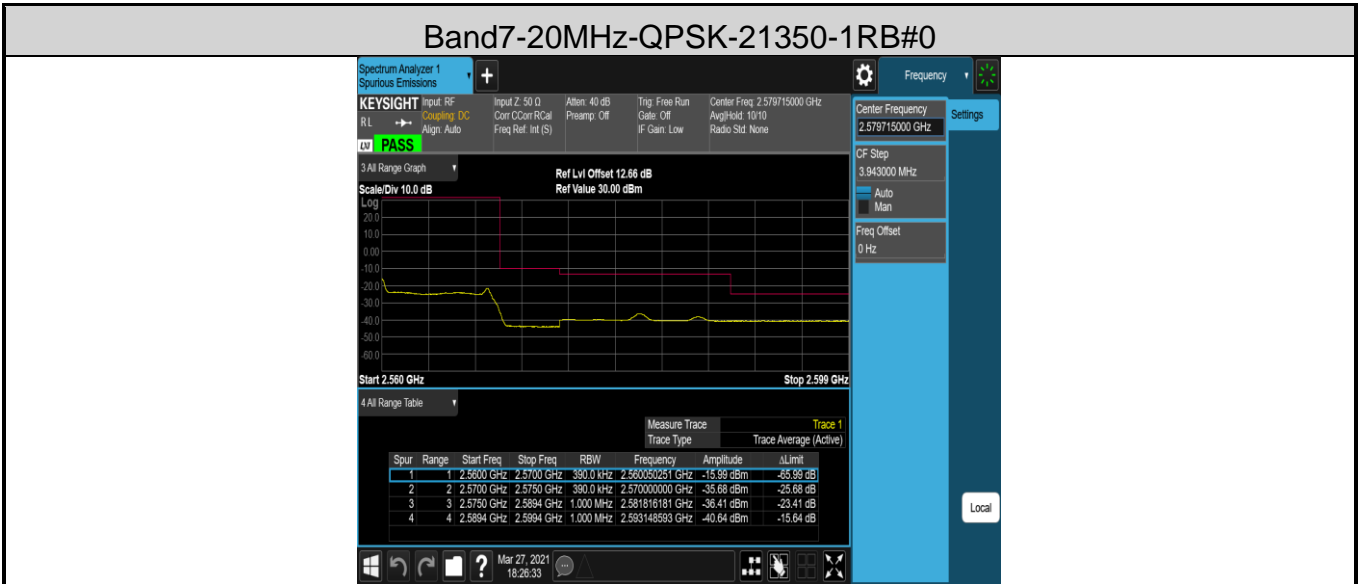 Band7-20MHz-QPSK-21350-1RB#0
Spectrum Analyzer 1
Spurious Emissions
+
Frequency
KEYSIGHT Input: RF Input Z: 50 Ω Atten: 40 dB Trig: Free Run Center Freq: 2.579715000 GHz
RL Coupling: DC Corr CCorr RCal Preamp: Off Gate: Off Avg|Hold: 10/10
Align: Auto Freq Ref: Int (S) IF Gain: Low Radio Std: None
LXI PASS
Center Frequency
2.579715000 GHz
Settings
CF Step
3.943000 MHz
Auto
Man
Freq Offset
0 Hz
3 All Range Graph
Ref Lvl Offset 12.66 dB
Scale/Div 10.0 dB Ref Value 30.00 dBm
Log
20.0
10.0
0.00
-10.0
-20.0
-30.0
-40.0
-50.0
-60.0
Start 2.560 GHz Stop 2.599 GHz
4 All Range Table
Measure Trace Trace 1
Trace Type Trace Average (Active)
Spur Range Start Freq Stop Freq RBW Frequency Amplitude ΔLimit
1 1 2.5600 GHz 2.5700 GHz 390.0 kHz 2.560050251 GHz -15.99 dBm -65.99 dB
2 2 2.5700 GHz 2.5750 GHz 390.0 kHz 2.570000000 GHz -35.68 dBm -25.68 dB
3 3 2.5750 GHz 2.5894 GHz 1.000 MHz 2.581816181 GHz -36.41 dBm -23.41 dB
4 4 2.5894 GHz 2.5994 GHz 1.000 MHz 2.593148593 GHz -40.64 dBm -15.64 dB
Local
? Mar 27, 2021
18:26:33